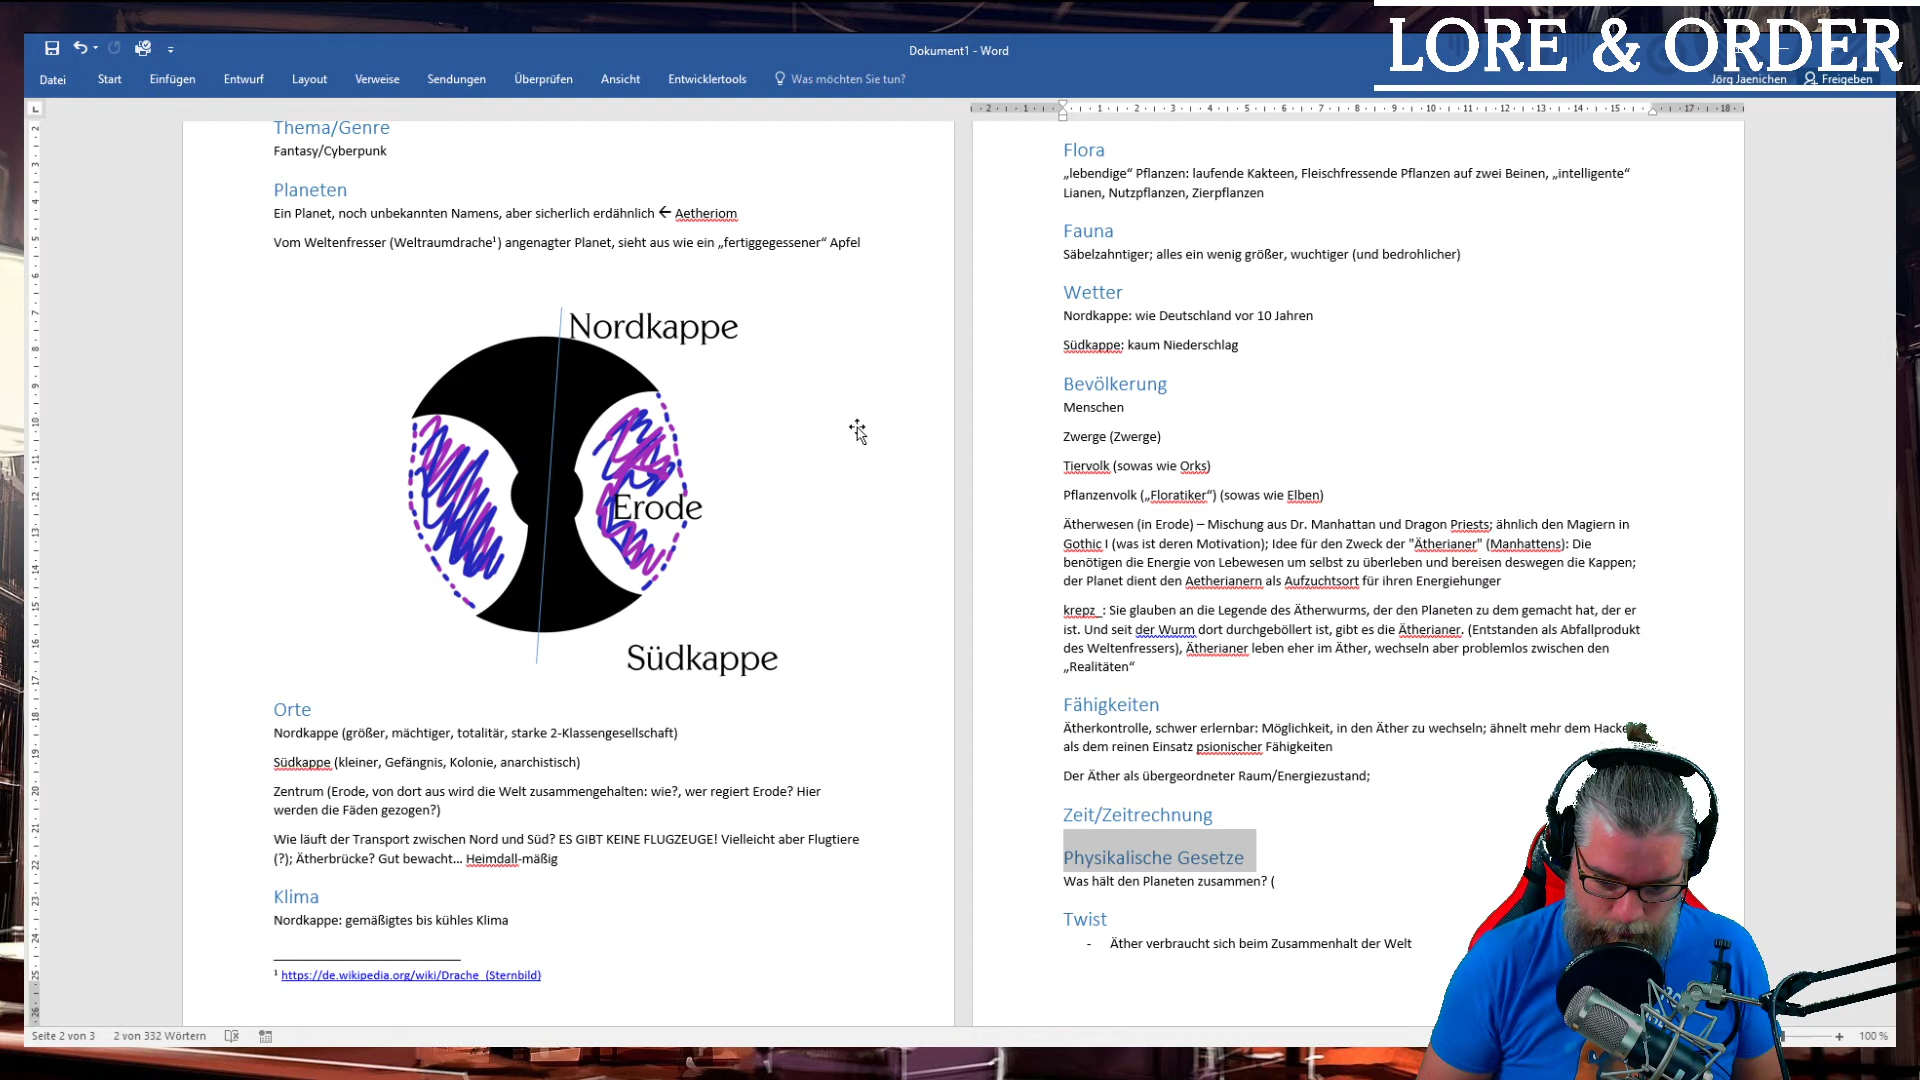 LORE & ORDER
Dokument1 - Word
Jörg Jaenichen
Freigeben
Datei
Start
Einfügen
Entwurf
Layout
Verweise
Sendungen
Überprüfen
Ansicht
Entwicklertools
Was möchten Sie tun?
Thema/Genre
Fantasy/Cyberpunk
Planeten
Ein Planet, noch unbekannten Namens, aber sicherlich erdähnlich ← Aetheriom
Vom Weltenfresser (Weltraumdrache¹) angenagter Planet, sieht aus wie ein „fertiggegessener“ Apfel
Nordkappe
Erode
Südkappe
Orte
Nordkappe (größer, mächtiger, totalitär, starke 2-Klassengesellschaft)
Südkappe (kleiner, Gefängnis, Kolonie, anarchistisch)
Zentrum (Erode, von dort aus wird die Welt zusammengehalten: wie?, wer regiert Erode? Hier
werden die Fäden gezogen?)
Wie läuft der Transport zwischen Nord und Süd? ES GIBT KEINE FLUGZEUGE! Vielleicht aber Flugtiere
(?); Ätherbrücke? Gut bewacht… Heimdall-mäßig
Klima
Nordkappe: gemäßigtes bis kühles Klima
¹ https://de.wikipedia.org/wiki/Drache_(Sternbild)
Flora
„lebendige“ Pflanzen: laufende Kakteen, Fleischfressende Pflanzen auf zwei Beinen, „intelligente“
Lianen, Nutzpflanzen, Zierpflanzen
Fauna
Säbelzahntiger; alles ein wenig größer, wuchtiger (und bedrohlicher)
Wetter
Nordkappe: wie Deutschland vor 10 Jahren
Südkappe: kaum Niederschlag
Bevölkerung
Menschen
Zwerge (Zwerge)
Tiervolk (sowas wie Orks)
Pflanzenvolk („Floratiker“) (sowas wie Elben)
Ätherwesen (in Erode) – Mischung aus Dr. Manhattan und Dragon Priests; ähnlich den Magiern in
Gothic I (was ist deren Motivation); Idee für den Zweck der "Ätherianer" (Manhattens): Die
benötigen die Energie von Lebewesen um selbst zu überleben und bereisen deswegen die Kappen;
der Planet dient den Aetherianern als Aufzuchtsort für ihren Energiehunger
krepz_: Sie glauben an die Legende des Ätherwurms, der den Planeten zu dem gemacht hat, der er
ist. Und seit der Wurm dort durchgeböllert ist, gibt es die Ätherianer. (Entstanden als Abfallprodukt
des Weltenfressers), Ätherianer leben eher im Äther, wechseln aber problemlos zwischen den
„Realitäten“
Fähigkeiten
Ätherkontrolle, schwer erlernbar: Möglichkeit, in den Äther zu wechseln; ähnelt mehr dem Hacke
als dem reinen Einsatz psionischer Fähigkeiten
Der Äther als übergeordneter Raum/Energiezustand;
Zeit/Zeitrechnung
Physikalische Gesetze
Was hält den Planeten zusammen? (
Twist
- Äther verbraucht sich beim Zusammenhalt der Welt
Seite 2 von 3
2 von 332 Wörtern
100 %